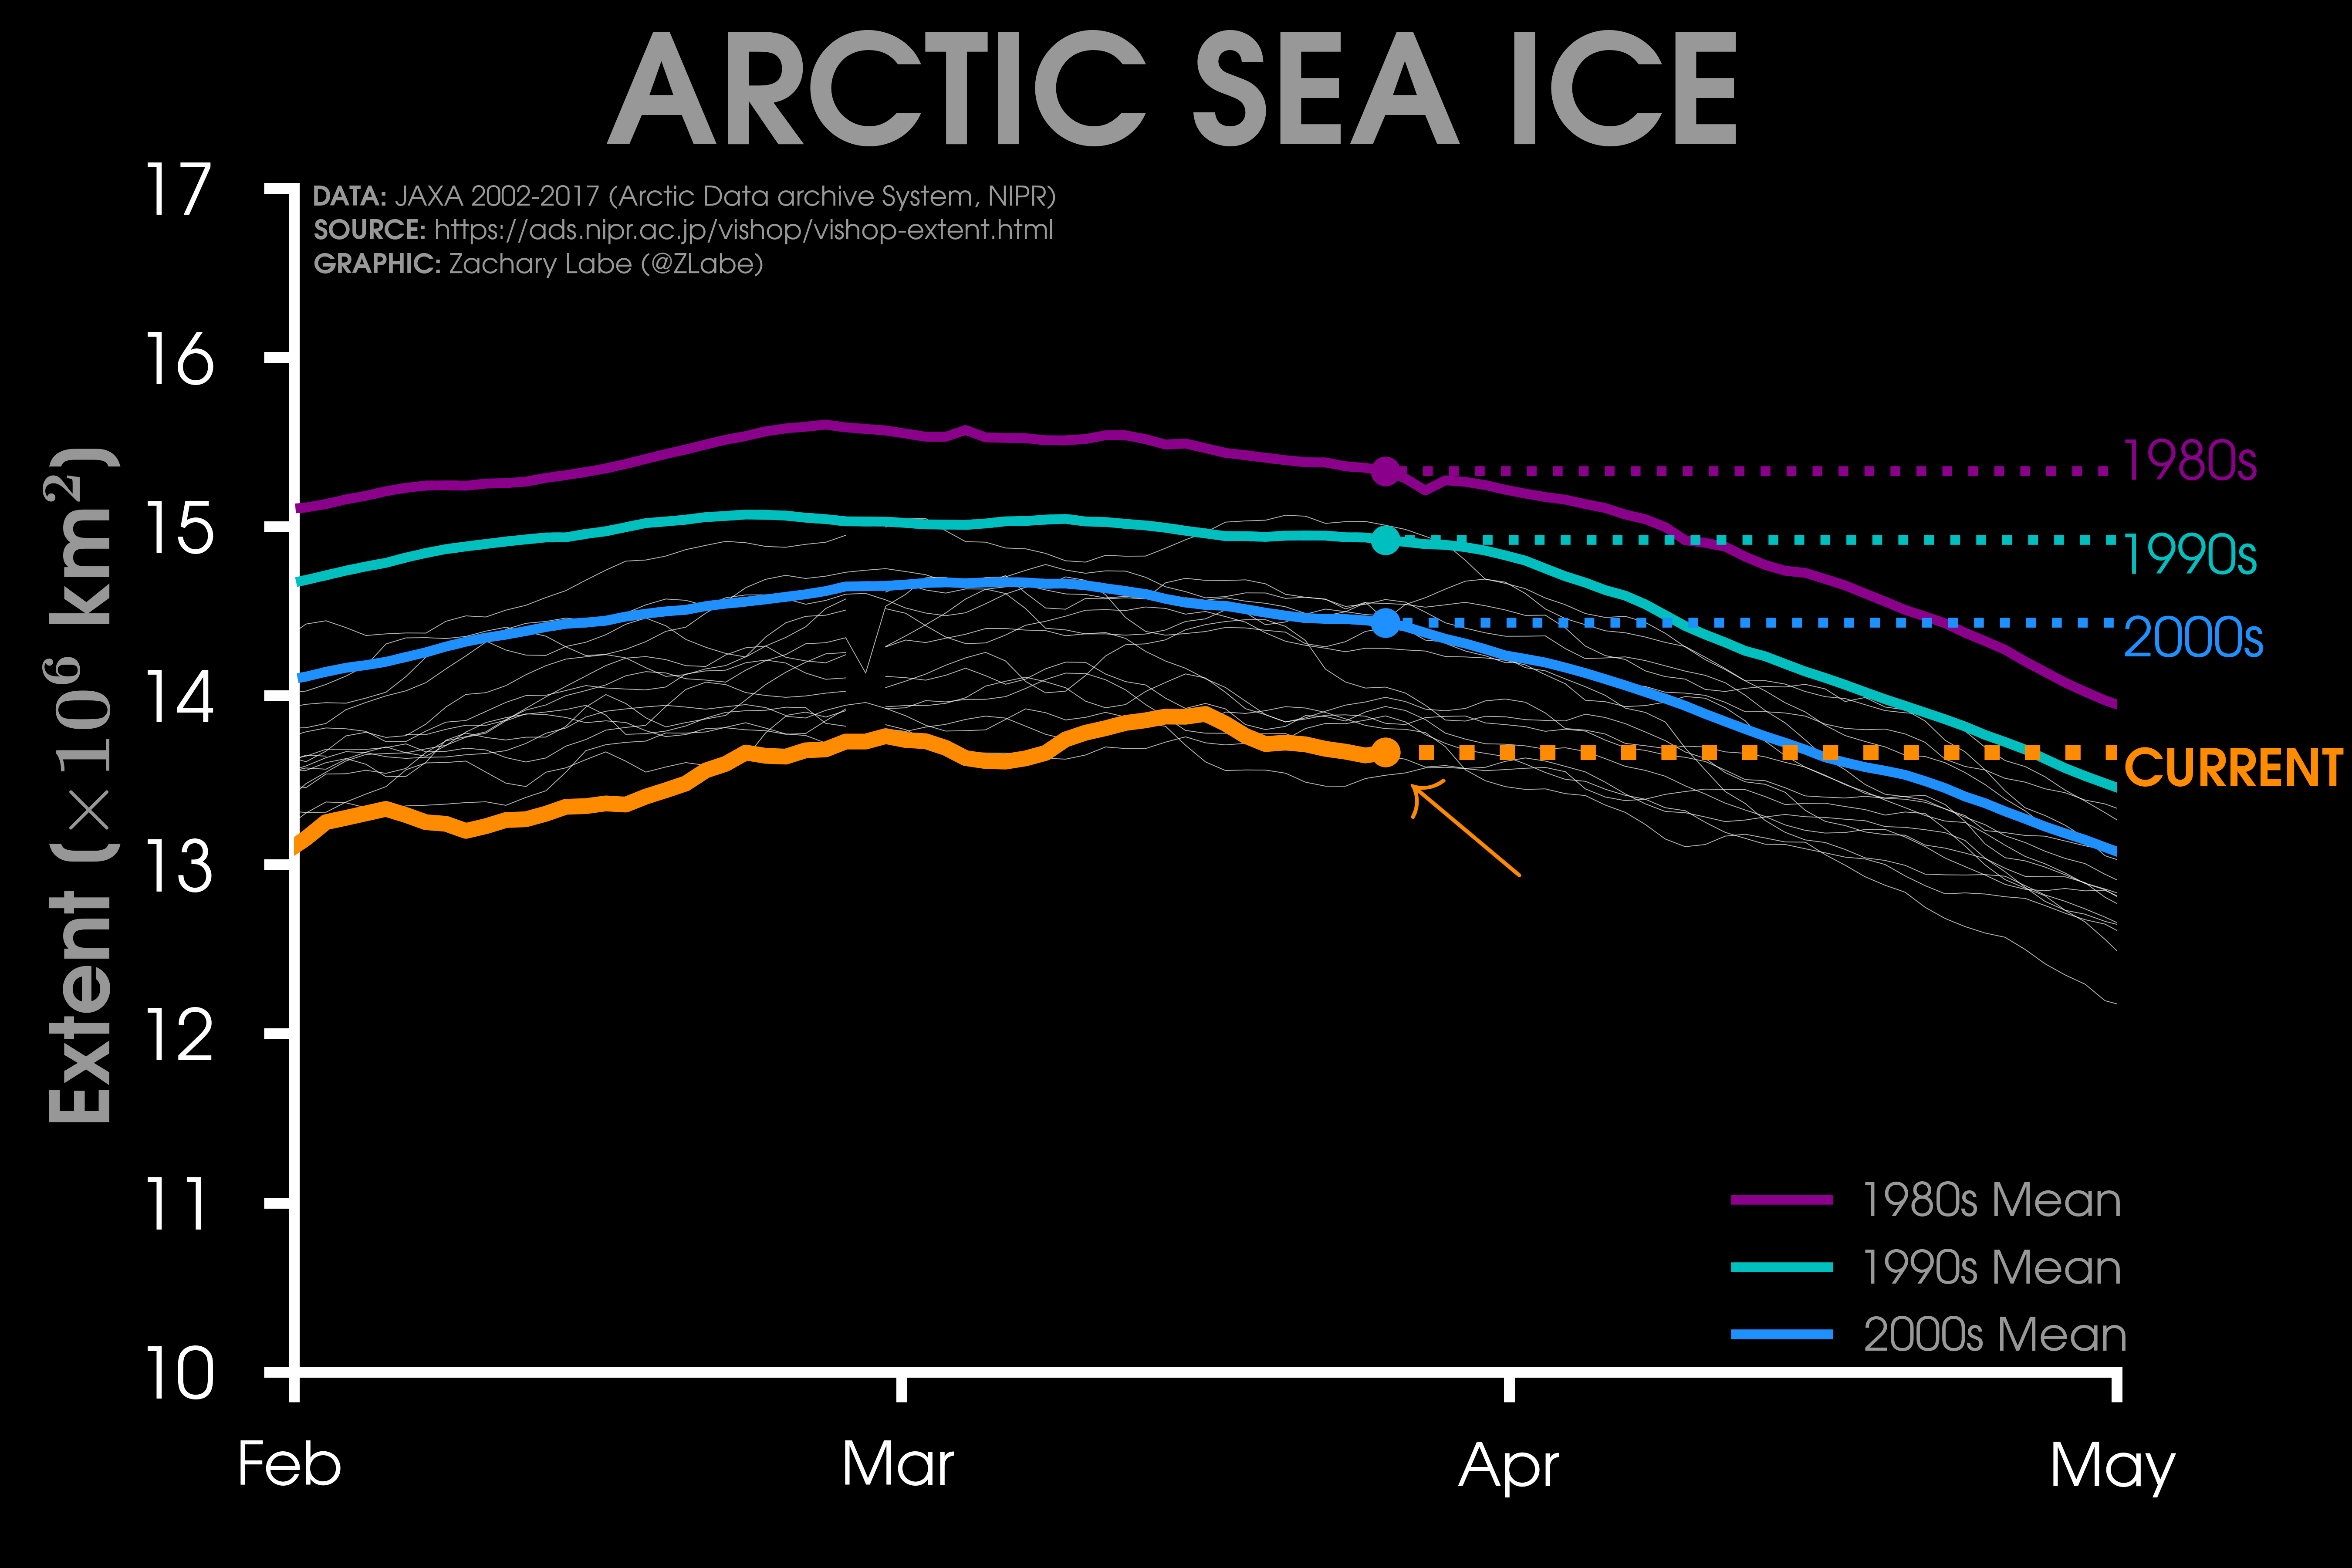 ARCTIC SEA ICE
DATA: JAXA 2002-2017 (Arctic Data archive System, NIPR)
SOURCE: https://ads.nipr.ac.jp/vishop/vishop-extent.html
GRAPHIC: Zachary Labe (@ZLabe)
Extent (×10⁶ km²)
17
16
15
14
13
12
11
10
1980s
1990s
2000s
CURRENT
1980s Mean
1990s Mean
2000s Mean
Feb
Mar
Apr
May